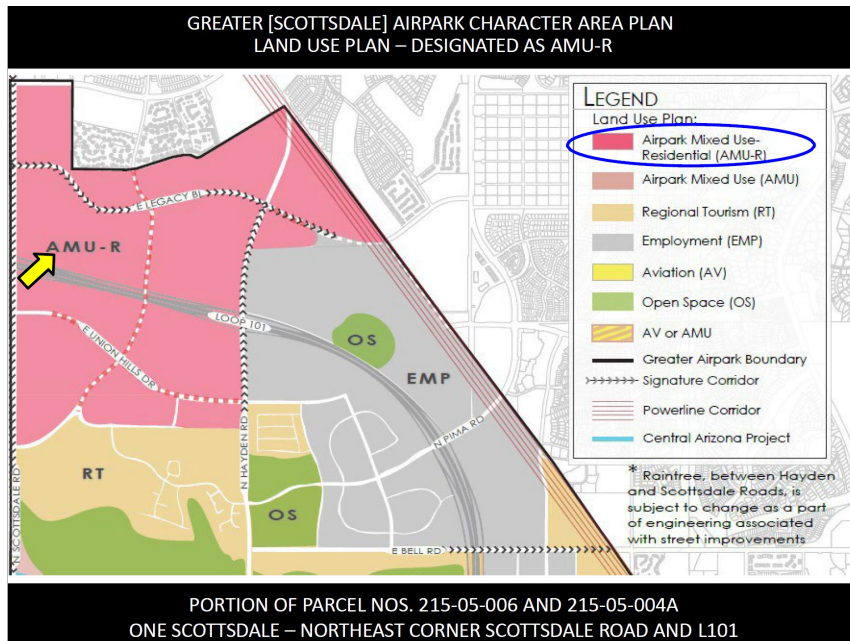 GREATER [SCOTTSDALE] AIRPARK CHARACTER AREA PLAN
LAND USE PLAN – DESIGNATED AS AMU-R
LEGEND
Land Use Plan:
Airpark Mixed Use-
Residential (AMU-R)
Airpark Mixed Use (AMU)
Regional Tourism (RT)
Employment (EMP)
Aviation (AV)
Open Space (OS)
AV or AMU
Greater Airpark Boundary
Signature Corridor
Powerline Corridor
Central Arizona Project
* Raintree, between Hayden
and Scottsdale Roads, is
subject to change as a part
of engineering associated
with street improvements
E LEGACY BL
AMU-R
LOOP 101
OS
E UNION HILLS DR
EMP
N HAYDEN RD
N PIMA RD
RT
N SCOTTSDALE RD
OS
E BELL RD
PORTION OF PARCEL NOS. 215-05-006 AND 215-05-004A
ONE SCOTTSDALE – NORTHEAST CORNER SCOTTSDALE ROAD AND L101